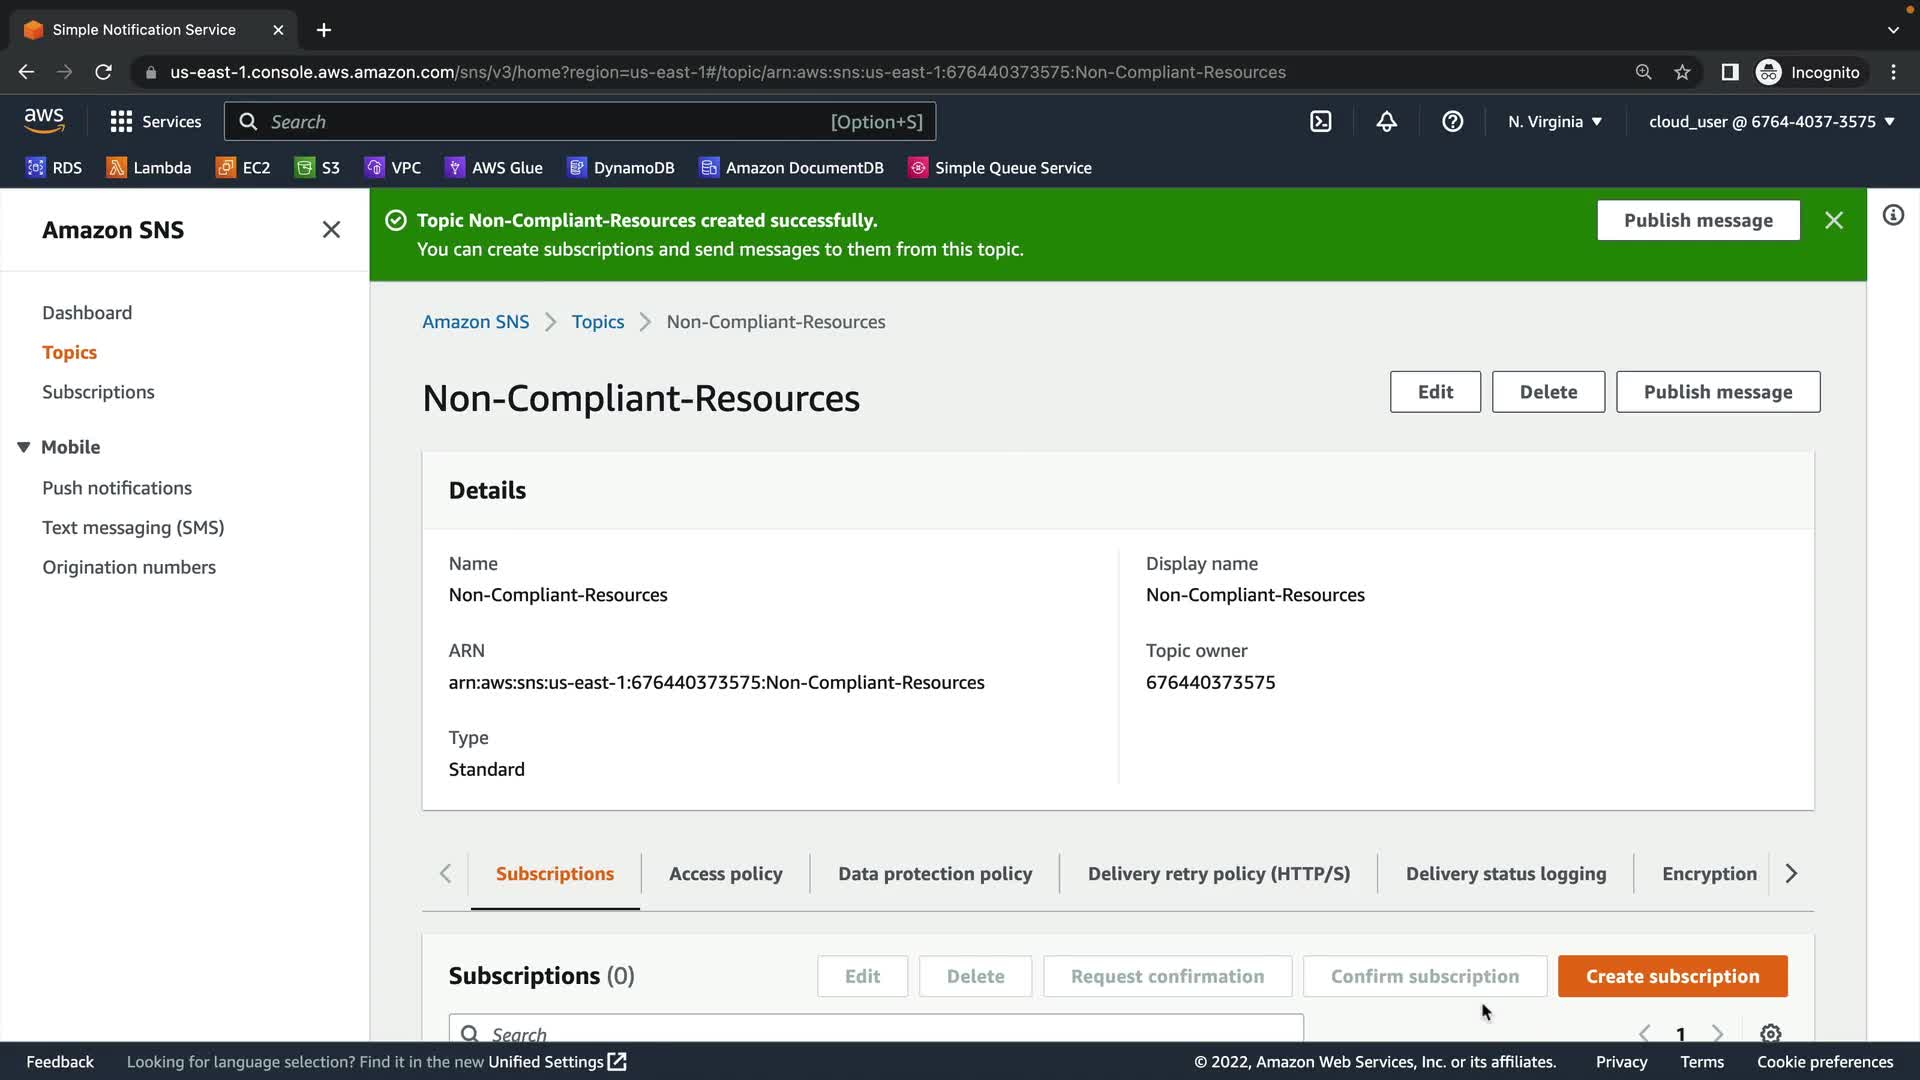 Simple Notification Service
us-east-1.console.aws.amazon.com/sns/v3/home?region=us-east-1#/topic/arn:aws:sns:us-east-1:676440373575:Non-Compliant-Resources
Incognito
aws
Services
Search
[Option+S]
N. Virginia
cloud_user @ 6764-4037-3575
RDS
Lambda
EC2
S3
VPC
AWS Glue
DynamoDB
Amazon DocumentDB
Simple Queue Service
Amazon SNS
Dashboard
Topics
Subscriptions
Mobile
Push notifications
Text messaging (SMS)
Origination numbers
Topic Non-Compliant-Resources created successfully.
You can create subscriptions and send messages to them from this topic.
Publish message
Amazon SNS
Topics
Non-Compliant-Resources
Non-Compliant-Resources
Edit
Delete
Publish message
Details
Name
Non-Compliant-Resources
Display name
Non-Compliant-Resources
ARN
arn:aws:sns:us-east-1:676440373575:Non-Compliant-Resources
Topic owner
676440373575
Type
Standard
Subscriptions
Access policy
Data protection policy
Delivery retry policy (HTTP/S)
Delivery status logging
Encryption
Subscriptions (0)
Edit
Delete
Request confirmation
Confirm subscription
Create subscription
Search
1
Feedback
Looking for language selection? Find it in the new Unified Settings
© 2022, Amazon Web Services, Inc. or its affiliates.
Privacy
Terms
Cookie preferences